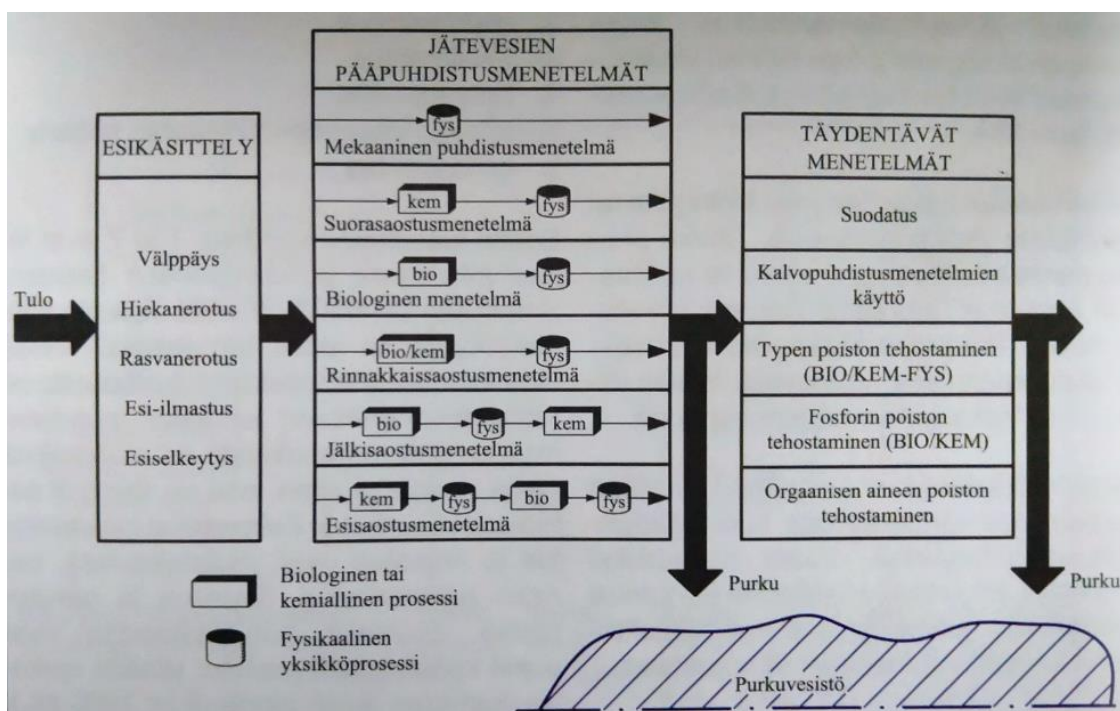 JÄTEVESIEN
PÄÄPUHDISTUSMENETELMÄT
fys
Mekaaninen puhdistusmenetelmä
kem fys
Suorasaostusmenetelmä
bio fys
Biologinen menetelmä
bio/kem fys
Rinnakkaissaostusmenetelmä
bio fys kem
Jälkisaostusmenetelmä
kem fys bio fys
Esisaostusmenetelmä
Tulo
ESIKÄSITTELY
Välppäys
Hiekanerotus
Rasvanerotus
Esi-ilmastus
Esiselkeytys
TÄYDENTÄVÄT
MENETELMÄT
Suodatus
Kalvopuhdistusmenetelmien
käyttö
Typen poiston tehostaminen
(BIO/KEM-FYS)
Fosforin poiston
tehostaminen (BIO/KEM)
Orgaanisen aineen poiston
tehostaminen
Purku
Purku
Biologinen tai
kemiallinen prosessi
Fysikaalinen
yksikköprosessi
Purkuvesistö